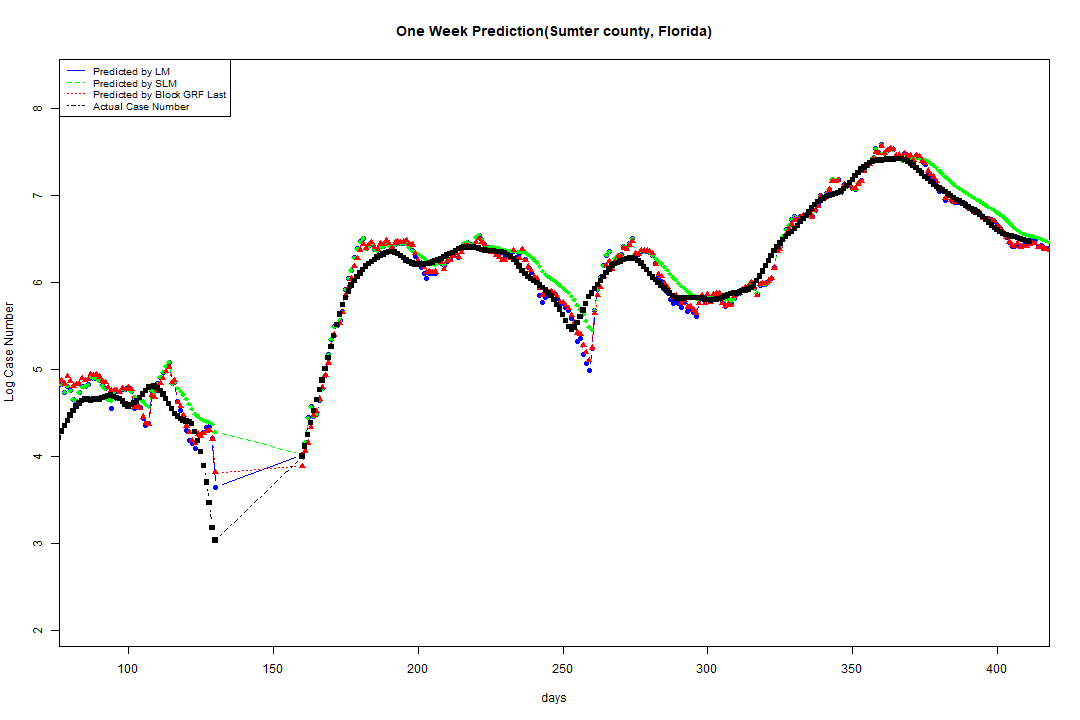 One Week Prediction(Sumter county, Florida)
Predicted by LM
Predicted by SLM
Predicted by Block GRF Last
Actual Case Number
8
7
6
5
4
3
2
Log Case Number
100 150 200 250 300 350 400
days